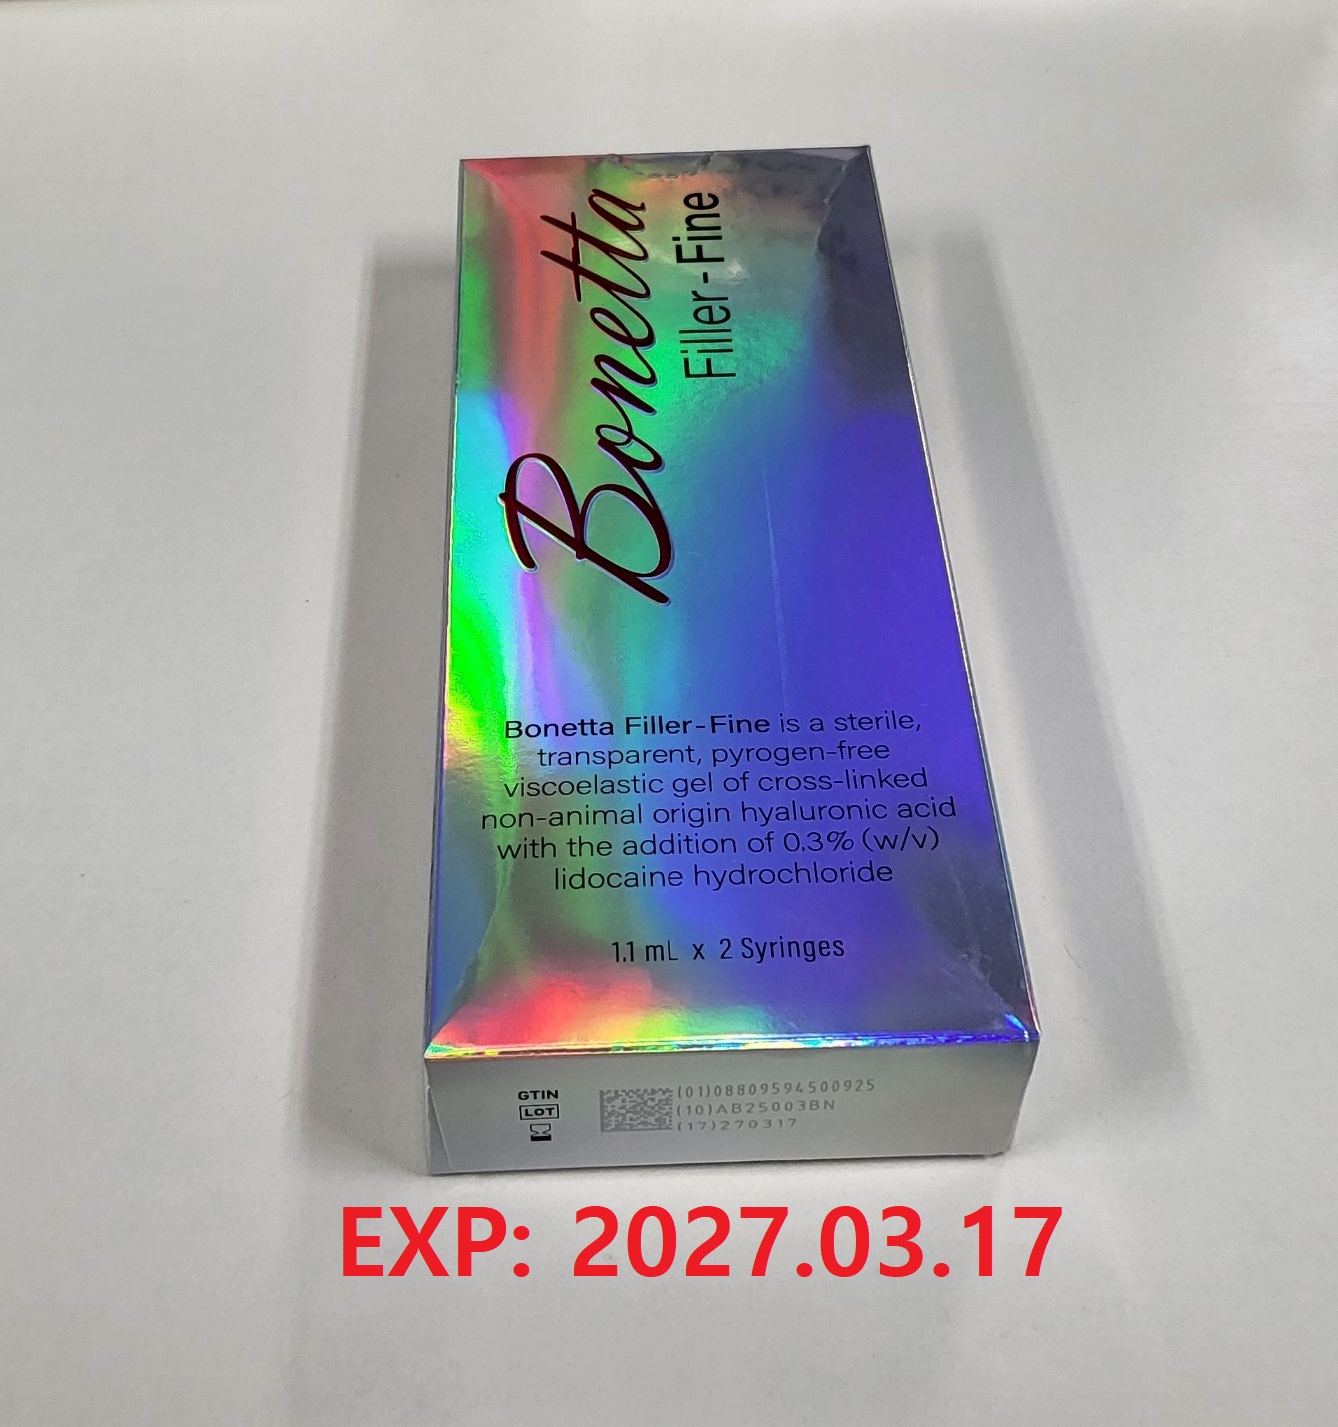 Bonetta
Filler-Fine
Bonetta Filler-Fine is a sterile,
transparent, pyrogen-free
viscoelastic gel of cross-linked
non-animal origin hyaluronic acid
with the addition of 0.3% (w/v)
lidocaine hydrochloride
1.1 mL x 2 Syringes
GTIN
LOT
(01)08809594500925
(10)AB25003BN
(17)270317
EXP: 2027.03.17